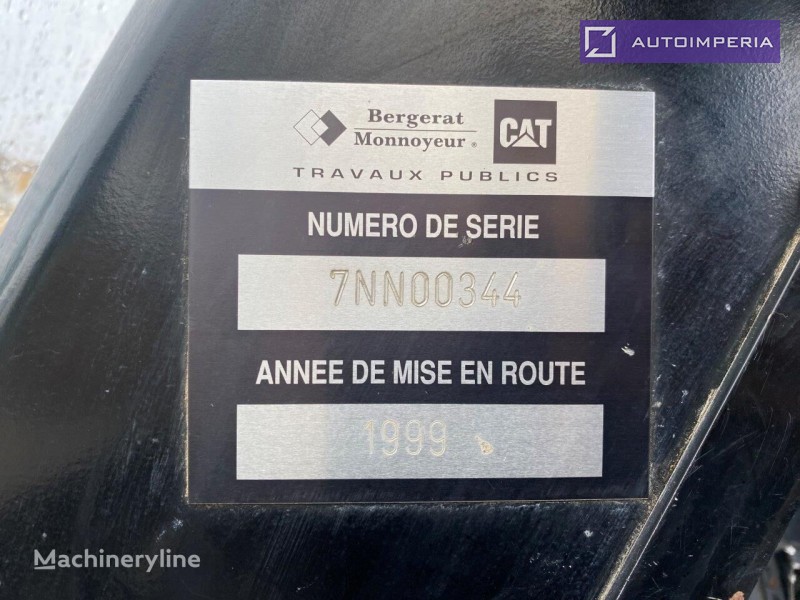 AUTOIMPERIA
Bergerat
Monnoyeur ®
CAT
TRAVAUX PUBLICS
NUMERO DE SERIE
7NN00344
ANNEE DE MISE EN ROUTE
1999
Machineryline